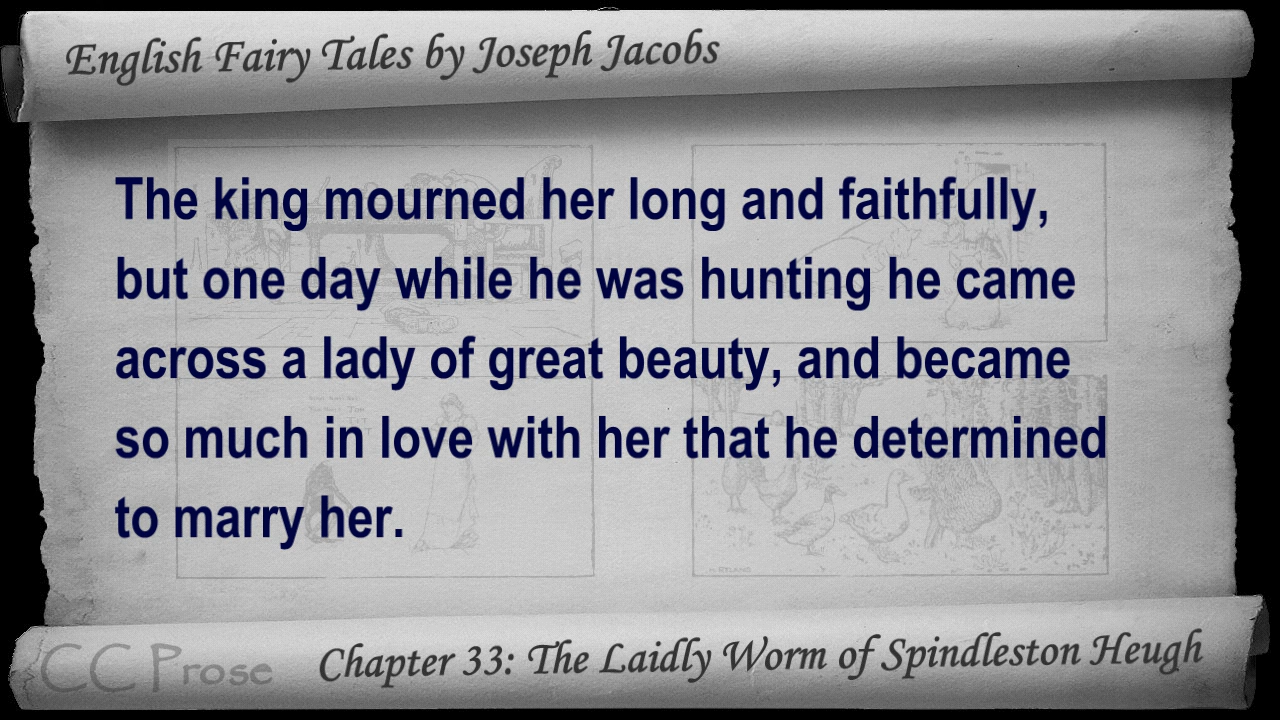 English Fairy Tales by Joseph Jacobs
The king mourned her long and faithfully,
but one day while he was hunting he came
across a lady of great beauty, and became
so much in love with her that he determined
to marry her.
CC Prose
Chapter 33: The Laidly Worm of Spindleston Heugh